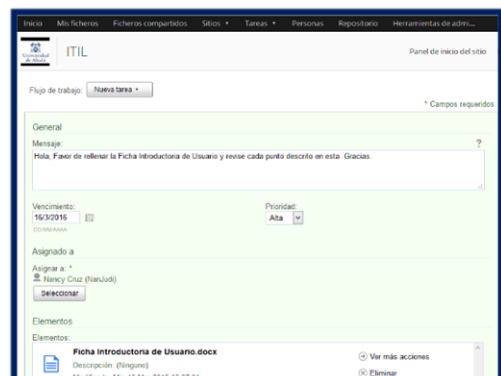 Inicio Mis ficheros Ficheros compartidos Sitios Tareas Personas Repositorio Herramientas de admi...
Universidad de Alcalá
ITIL
Panel de inicio del sitio
Flujo de trabajo: Nueva tarea
* Campos requeridos
General
Mensaje: ?
Hola, Favor de rellenar la Ficha Introductoria de Usuario y revise cada punto descrito en esta. Gracias.
Vencimiento: Prioridad:
16/3/2015 Alta
DD/MM/AAAA
Asignado a
Asignar a: *
Nancy Cruz (NanJudi)
Seleccionar
Elementos
Elementos:
Ficha Introductoria de Usuario.docx
Ver más acciones
Descripción (Ninguno)
Eliminar